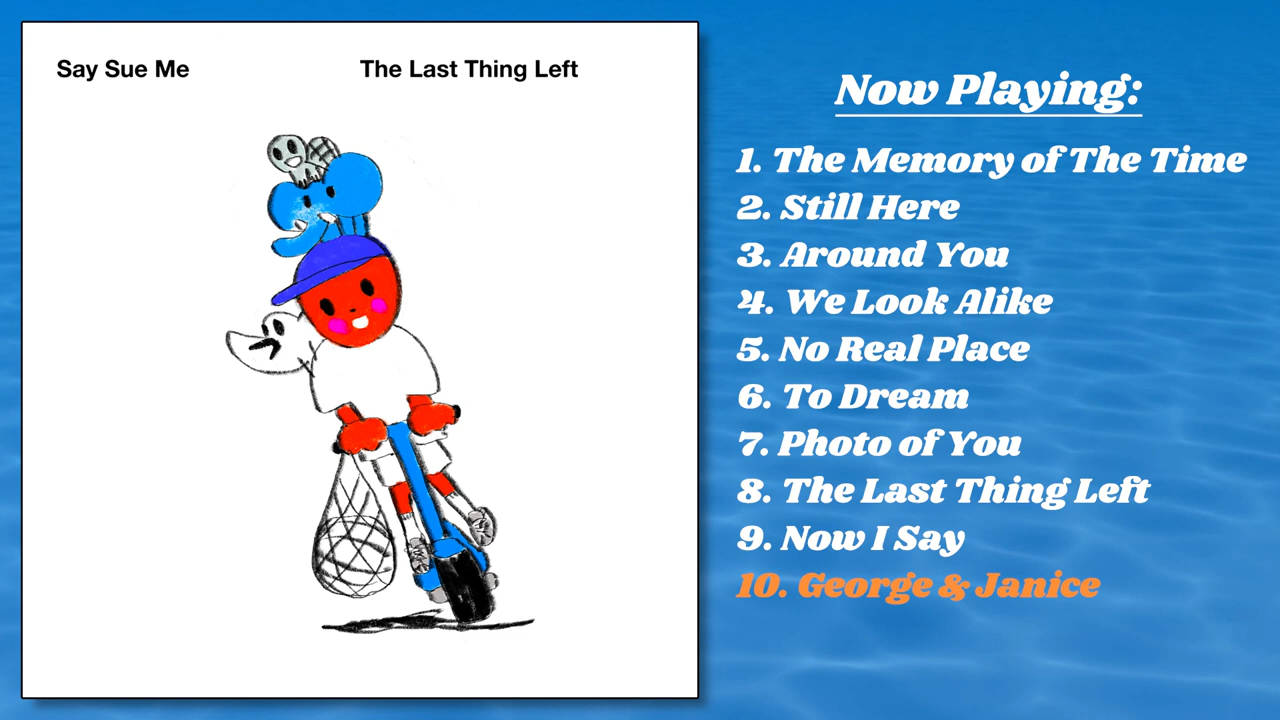 Say Sue Me
The Last Thing Left
Now Playing:
1. The Memory of The Time
2. Still Here
3. Around You
4. We Look Alike
5. No Real Place
6. To Dream
7. Photo of You
8. The Last Thing Left
9. Now I Say
10. George & Janice